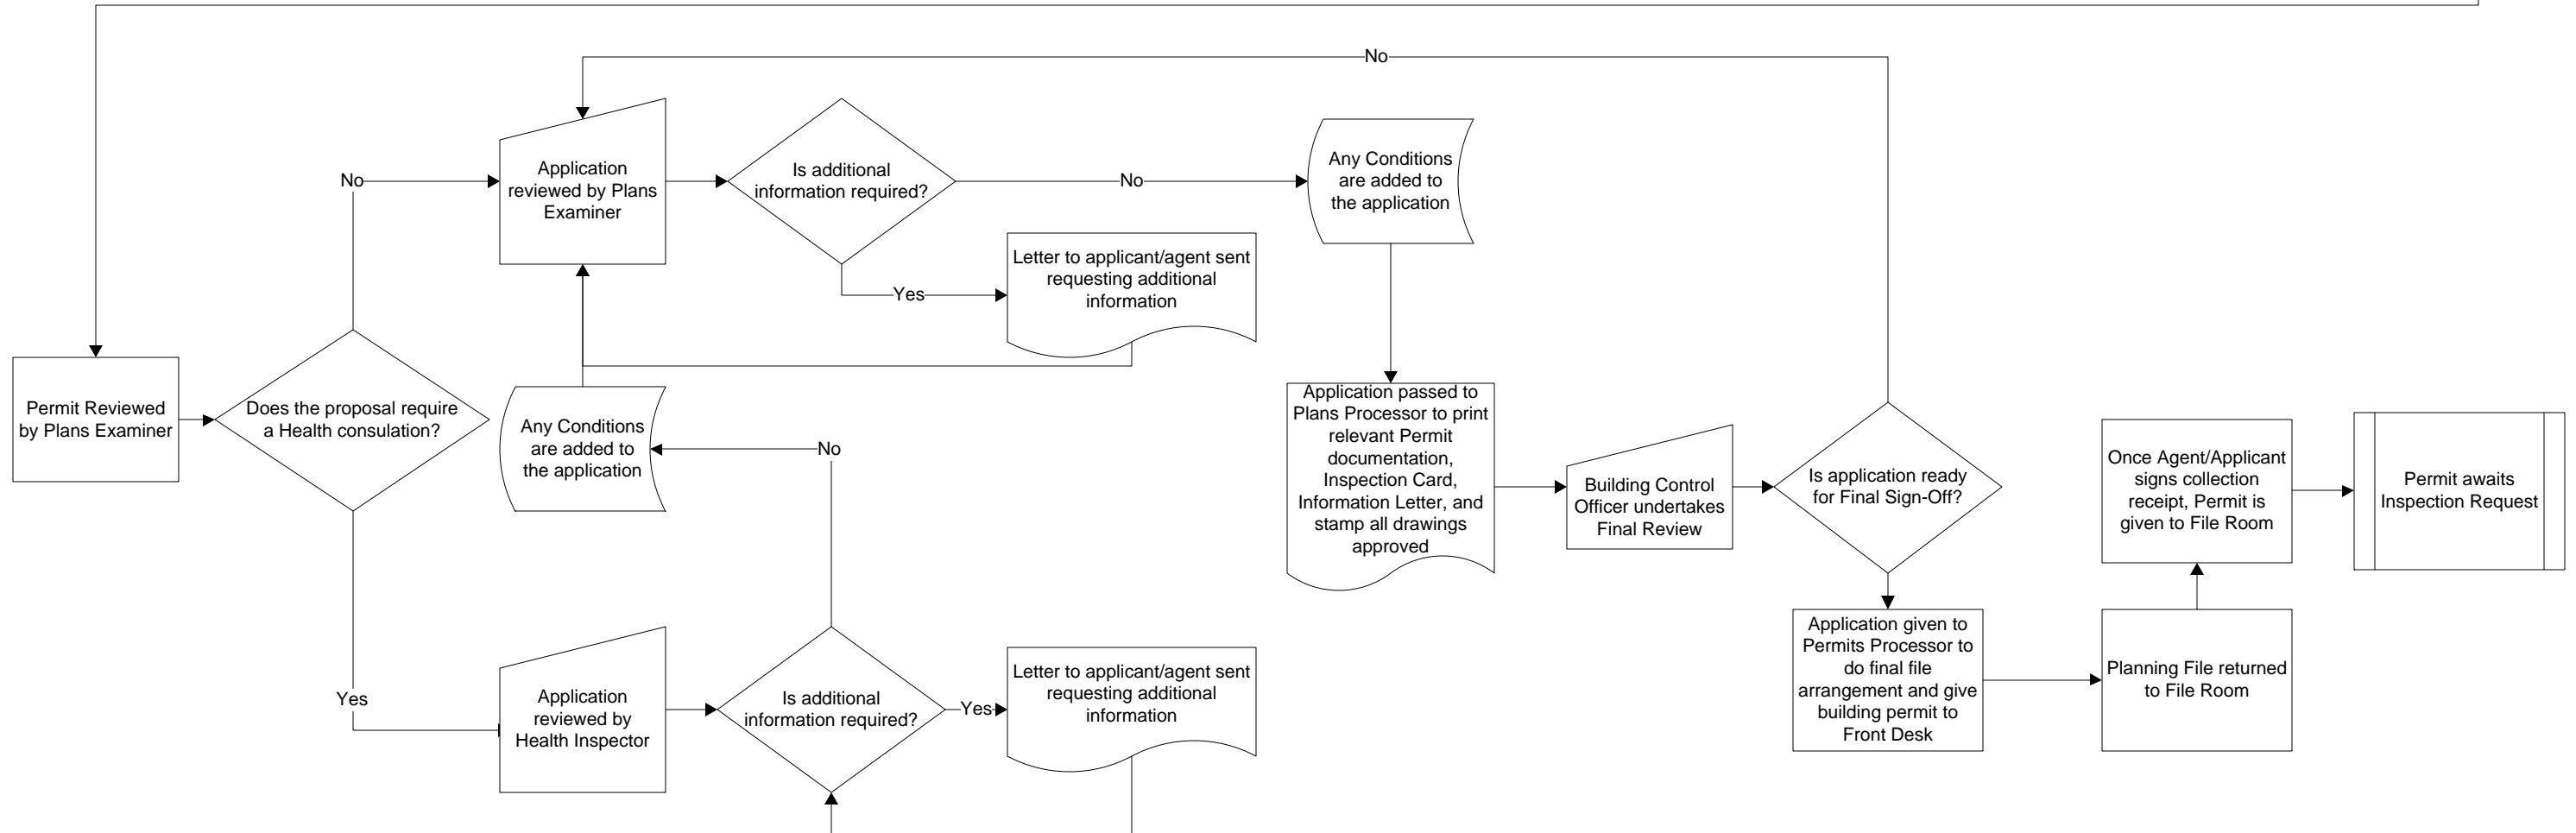 No
No
Application
reviewed by Plans
Examiner
Is additional
information required?
No
Any Conditions
are added to
the application
Letter to applicant/agent sent
requesting additional
information
Yes
Permit Reviewed
by Plans Examiner
Does the proposal require
a Health consulation?
Any Conditions
are added to
the application
No
Application passed to
Plans Processor to print
relevant Permit
documentation,
Inspection Card,
Information Letter, and
stamp all drawings
approved
Building Control
Officer undertakes
Final Review
Is application ready
for Final Sign-Off?
Once Agent/Applicant
signs collection
receipt, Permit is
given to File Room
Permit awaits
Inspection Request
Yes
Application
reviewed by
Health Inspector
Is additional
information required?
Yes
Letter to applicant/agent sent
requesting additional
information
Application given to
Permits Processor to
do final file
arrangement and give
building permit to
Front Desk
Planning File returned
to File Room